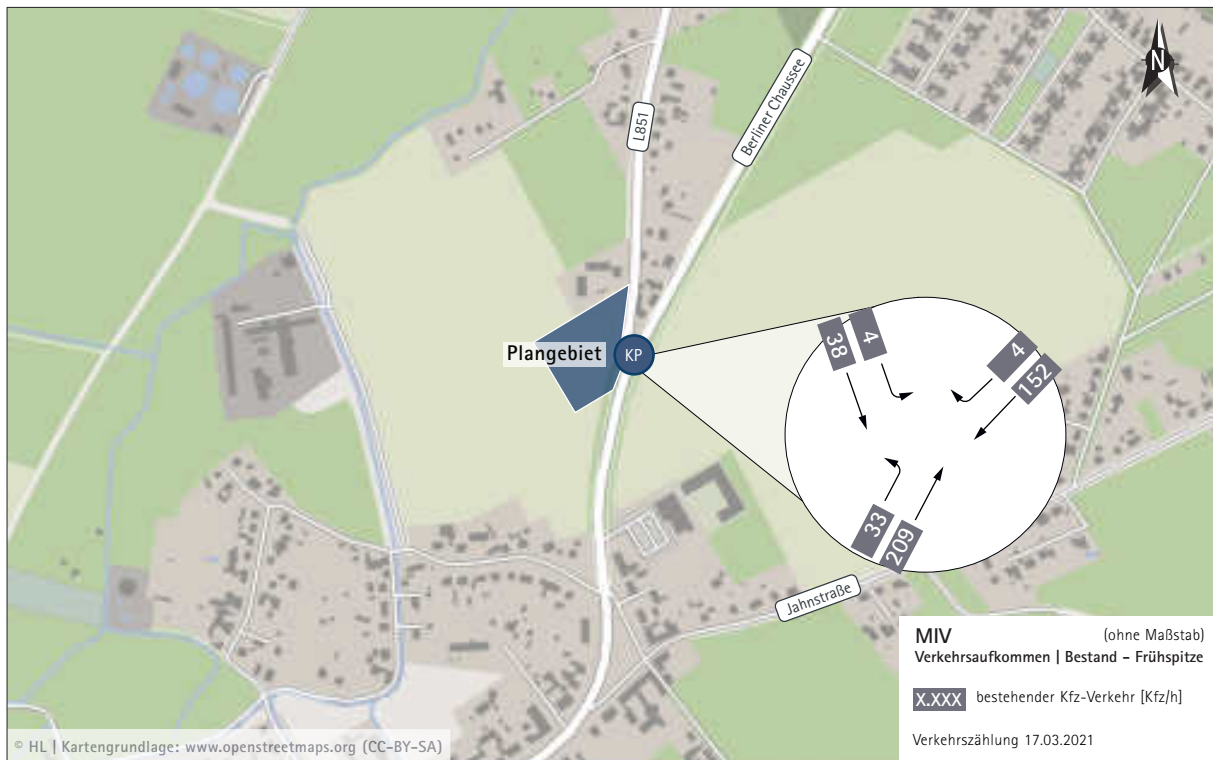 N
L851
Berliner Chaussee
Plangebiet
KP
38
4
4
152
33
209
Jahnstraße
MIV (ohne Maßstab)
Verkehrsaufkommen | Bestand – Frühspitze
X.XXX bestehender Kfz-Verkehr [Kfz/h]
Verkehrszählung 17.03.2021
© HL | Kartengrundlage: www.openstreetmaps.org (CC-BY-SA)